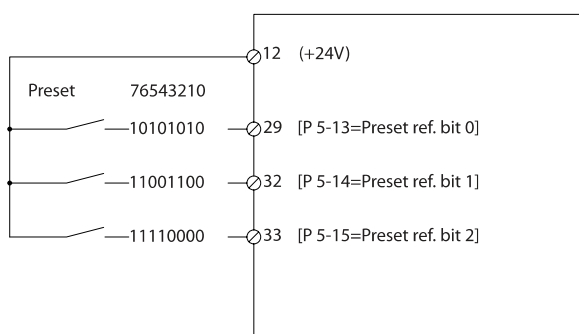 12 (+24V)
Preset 76543210
10101010 29 [P 5-13=Preset ref. bit 0]
11001100 32 [P 5-14=Preset ref. bit 1]
11110000 33 [P 5-15=Preset ref. bit 2]